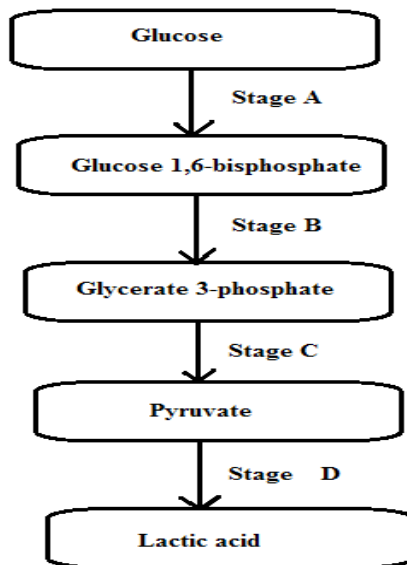 Glucose
Stage A
Glucose 1,6-bisphosphate
Stage B
Glycerate 3-phosphate
Stage C
Pyruvate
Stage D
Lactic acid